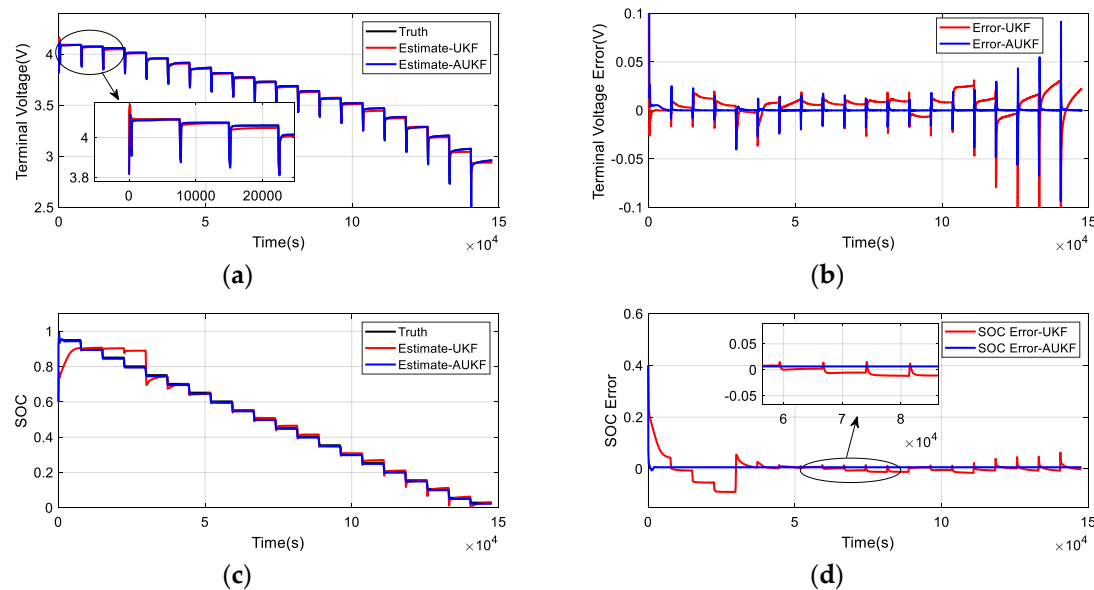 Terminal Voltage(V)
4
3.5
3
2.5
Truth
Estimate-UKF
Estimate-AUKF
4
3.8
0
10000
20000
0
5
10
15
Time(s)
×10⁴
(a)
Terminal Voltage Error(V)
0.1
0.05
0
-0.05
-0.1
Error-UKF
Error-AUKF
0
5
10
15
Time(s)
×10⁴
(b)
SOC
1
0.8
0.6
0.4
0.2
0
Truth
Estimate-UKF
Estimate-AUKF
0
5
10
15
Time(s)
×10⁴
(c)
SOC Error
0.6
0.4
0.2
0
SOC Error-UKF
SOC Error-AUKF
0.05
0
-0.05
6
7
8
×10⁴
0
5
10
15
Time(s)
×10⁴
(d)